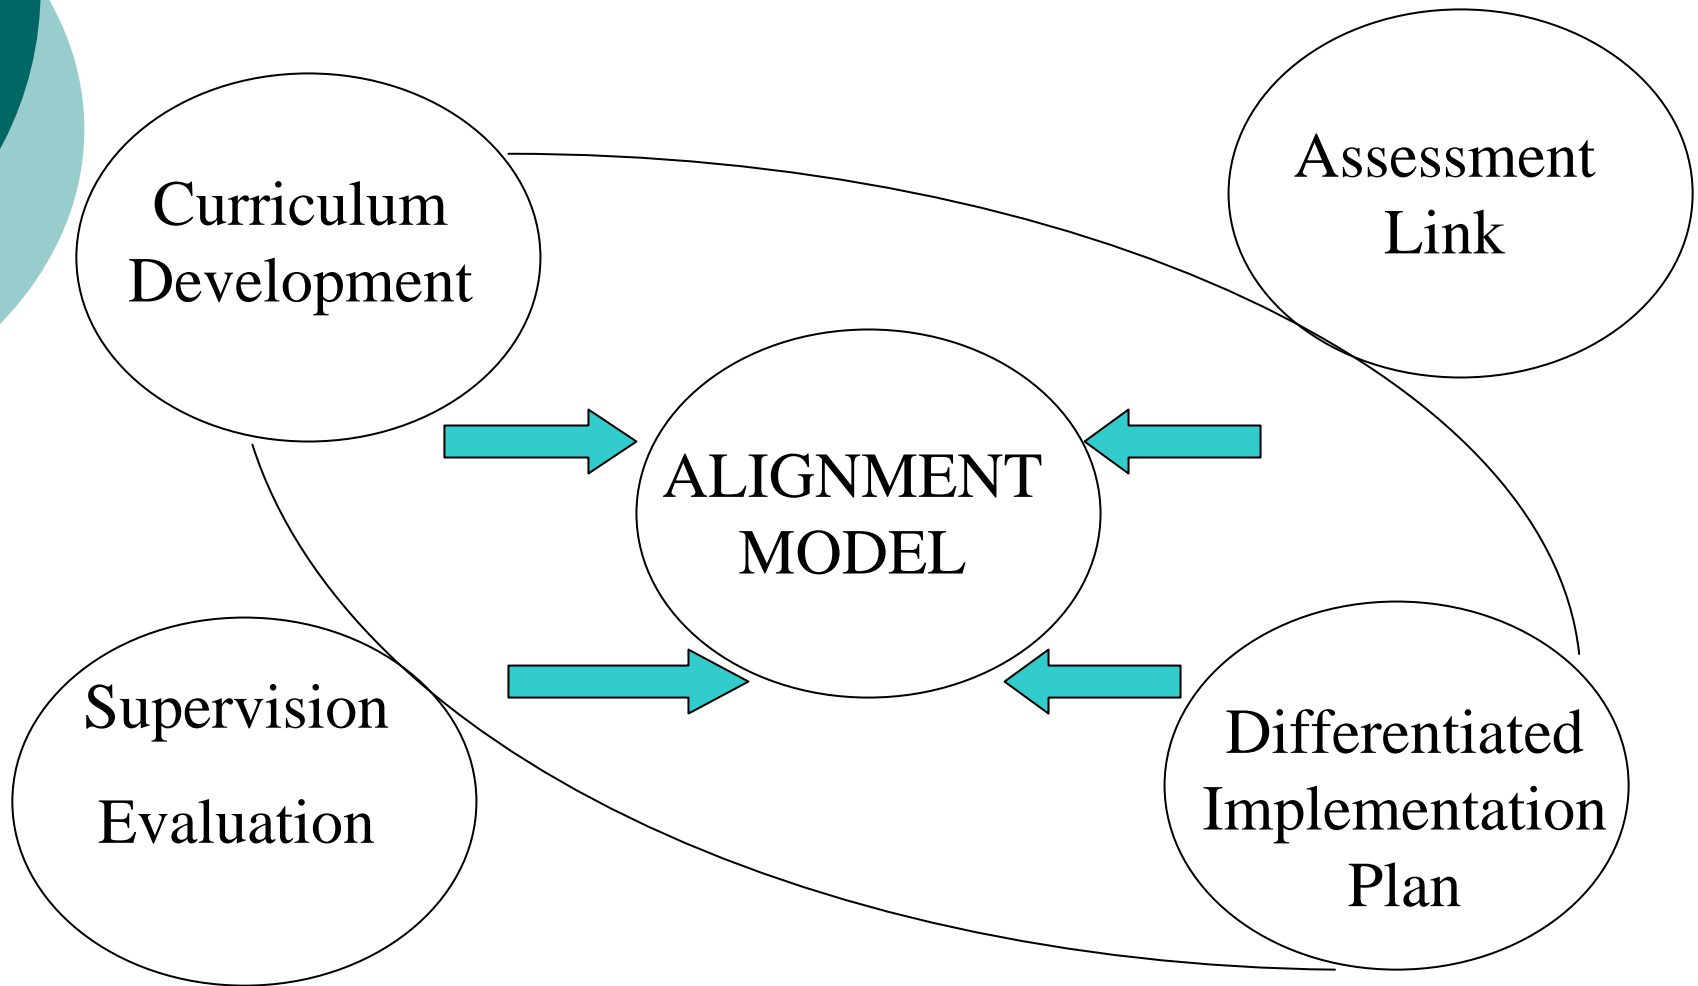 Curriculum
Development
Assessment
Link
ALIGNMENT
MODEL
Supervision
Evaluation
Differentiated
Implementation
Plan